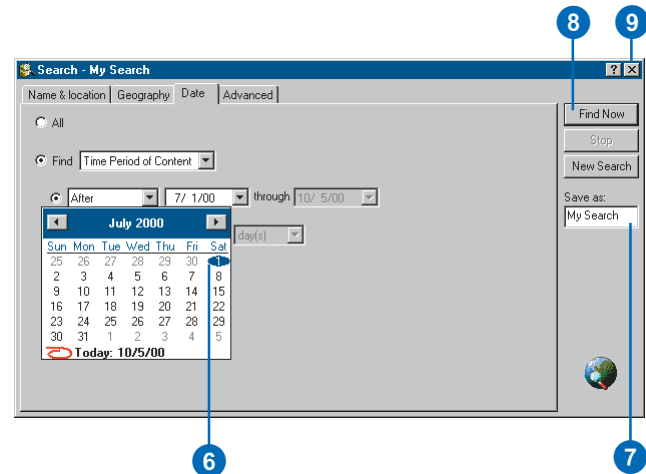 8 9
Search - My Search
Name & location Geography Date Advanced
All
Find Time Period of Content
After 7/ 1/00 through 10/ 5/00
day(s)
July 2000
Sun Mon Tue Wed Thu Fri Sat
25 26 27 28 29 30 1
2 3 4 5 6 7 8
9 10 11 12 13 14 15
16 17 18 19 20 21 22
23 24 25 26 27 28 29
30 31 1 2 3 4 5
Today: 10/5/00
Find Now
Stop
New Search
Save as:
My Search
6 7